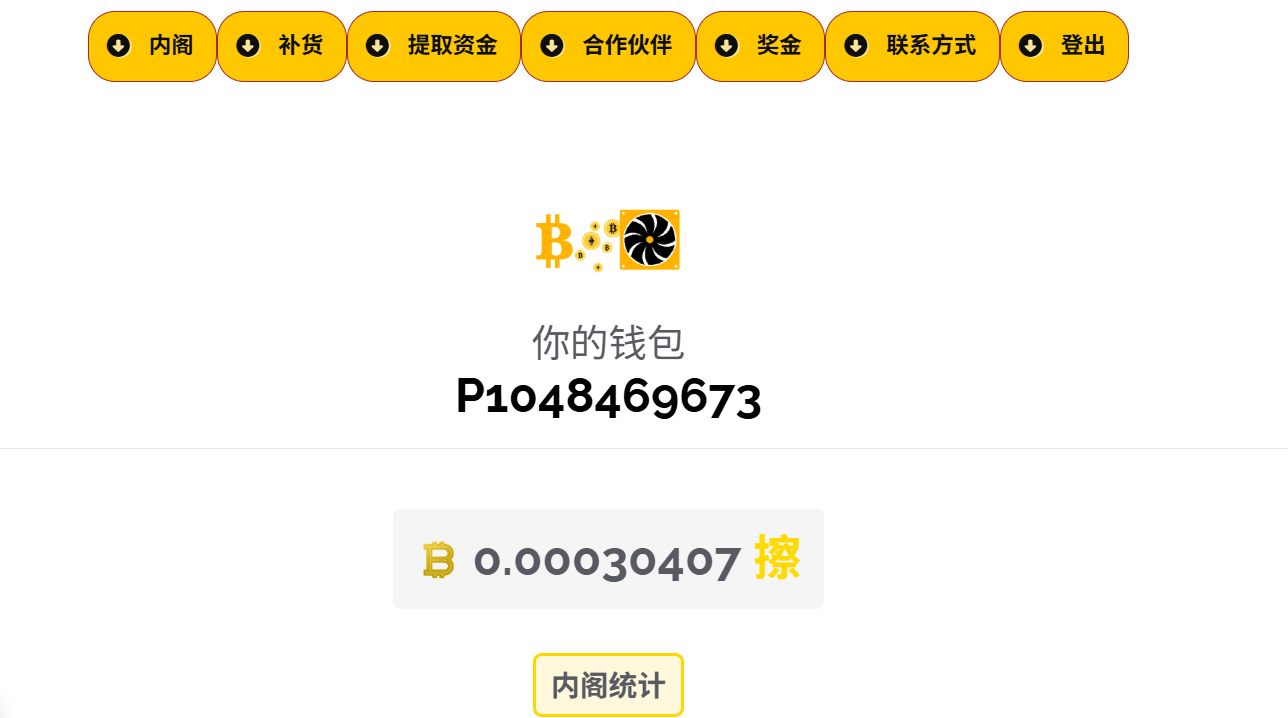 内阁 补货 提取资金 合作伙伴 奖金 联系方式 登出
你的钱包
P1048469673
0.00030407 擦
内阁统计